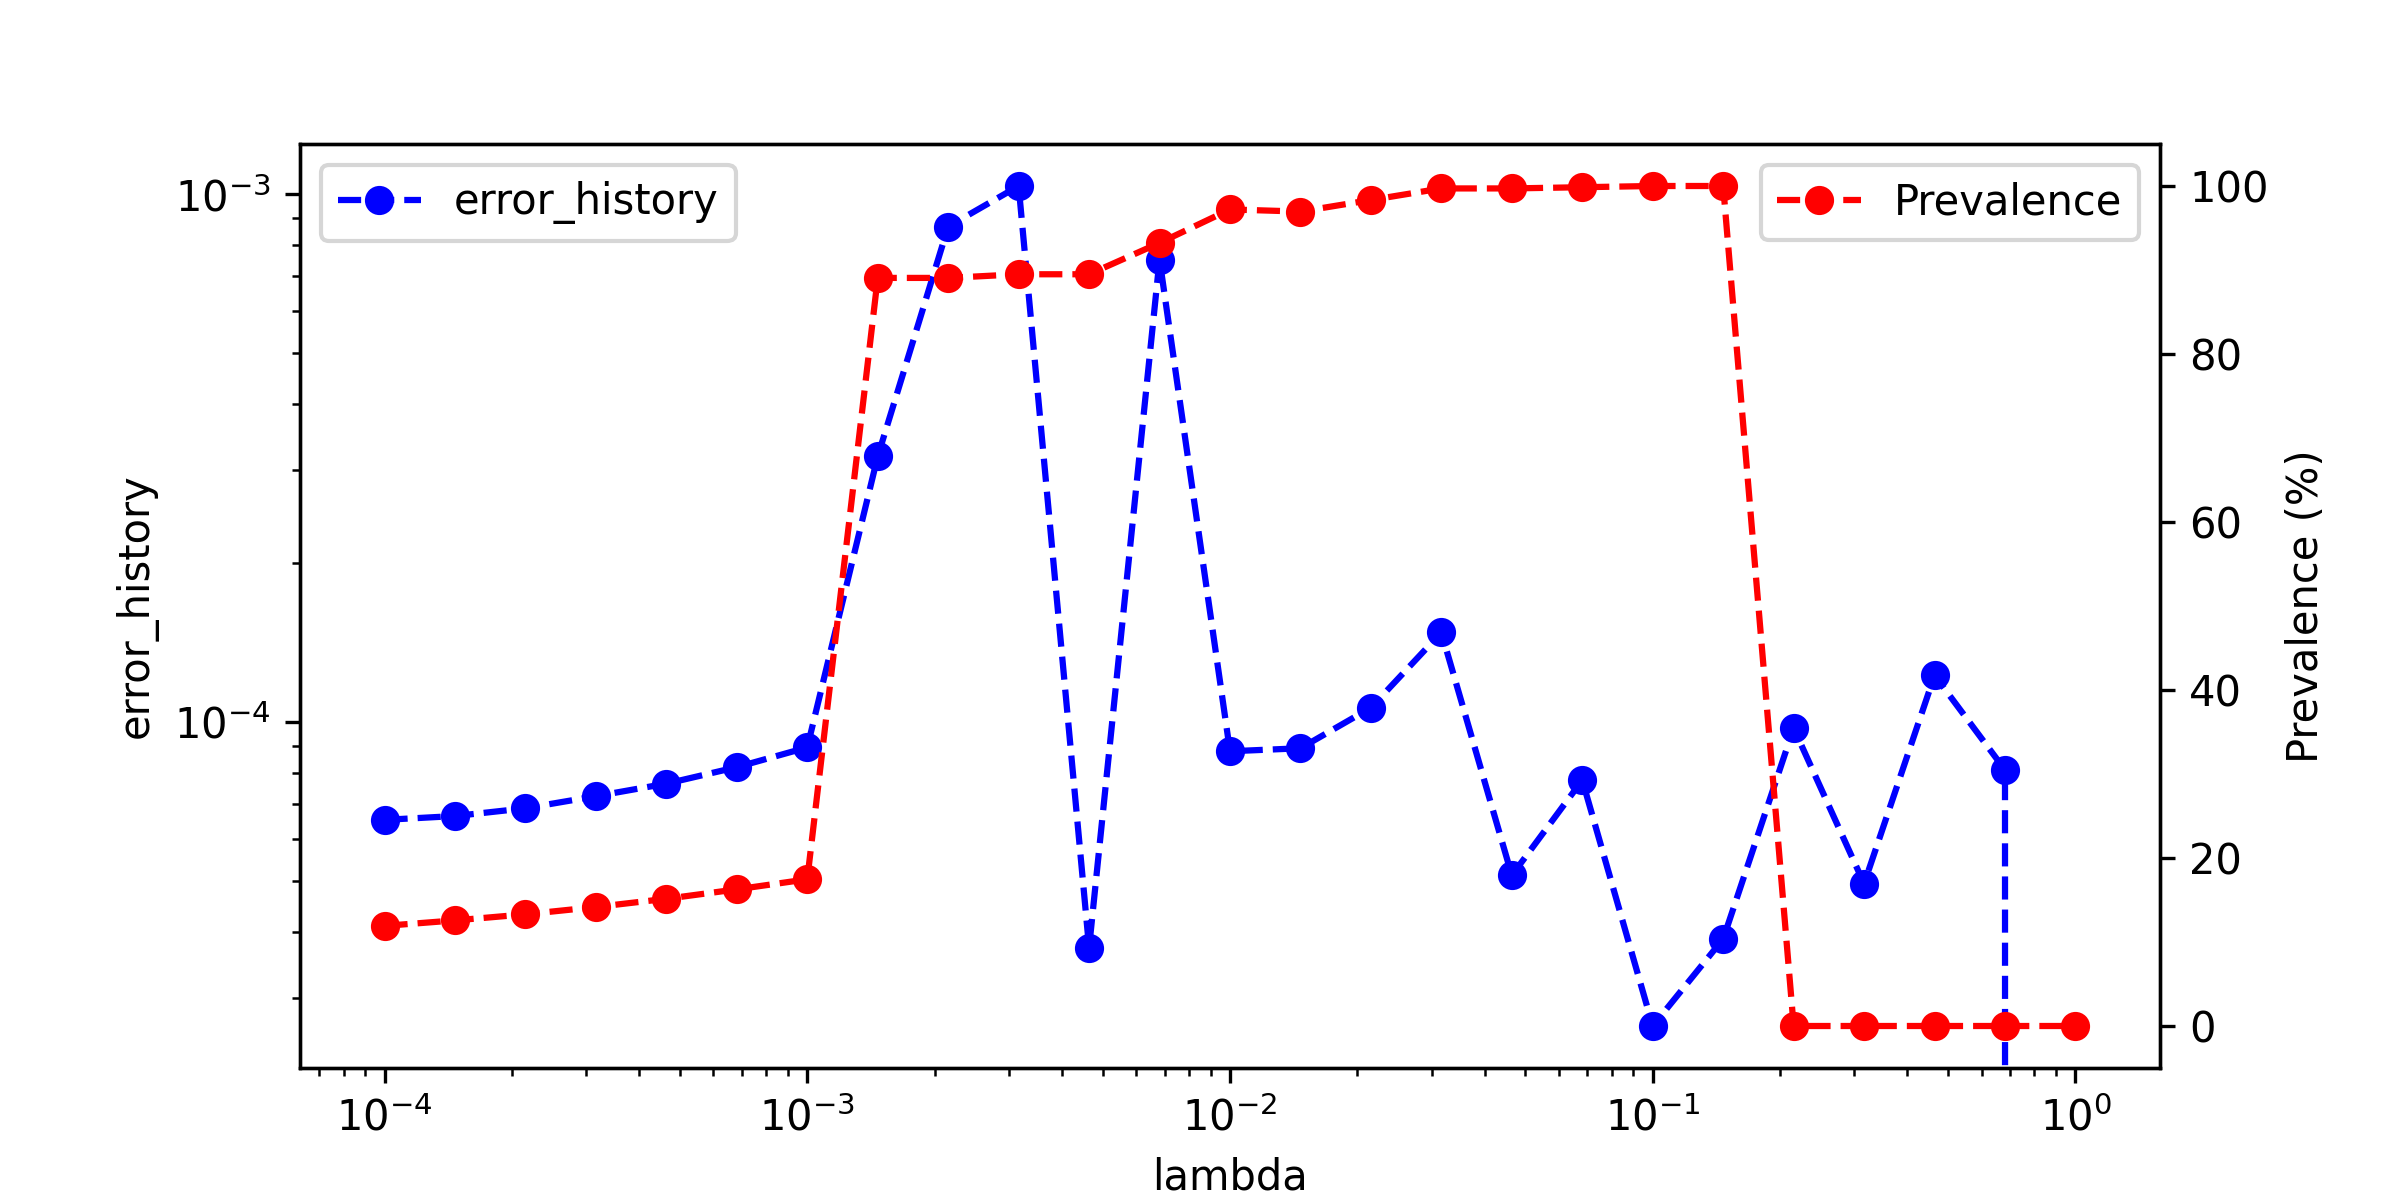 error_history
Prevalence
10⁻³
10⁻⁴
error_history
100
80
60
40
20
0
Prevalence (%)
10⁻⁴ 10⁻³ 10⁻² 10⁻¹ 10⁰
lambda